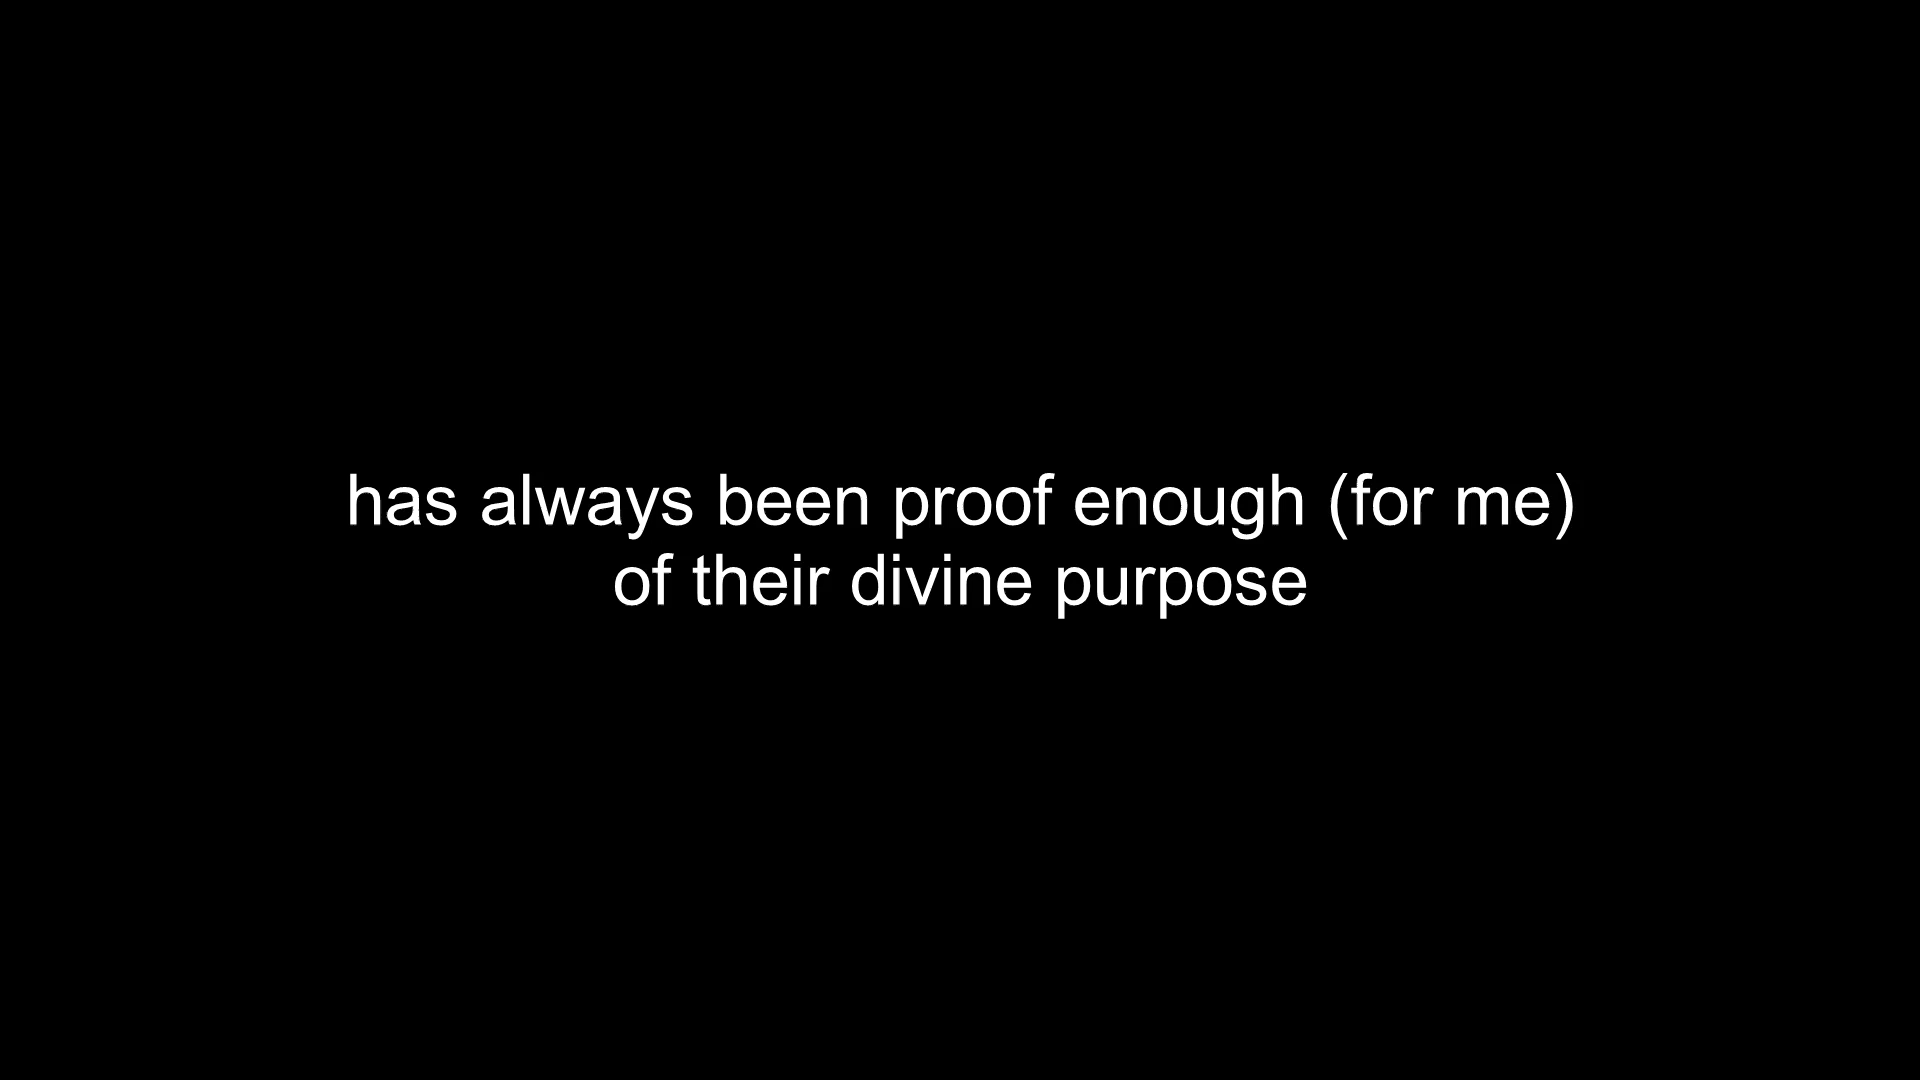 has always been proof enough (for me)
of their divine purpose